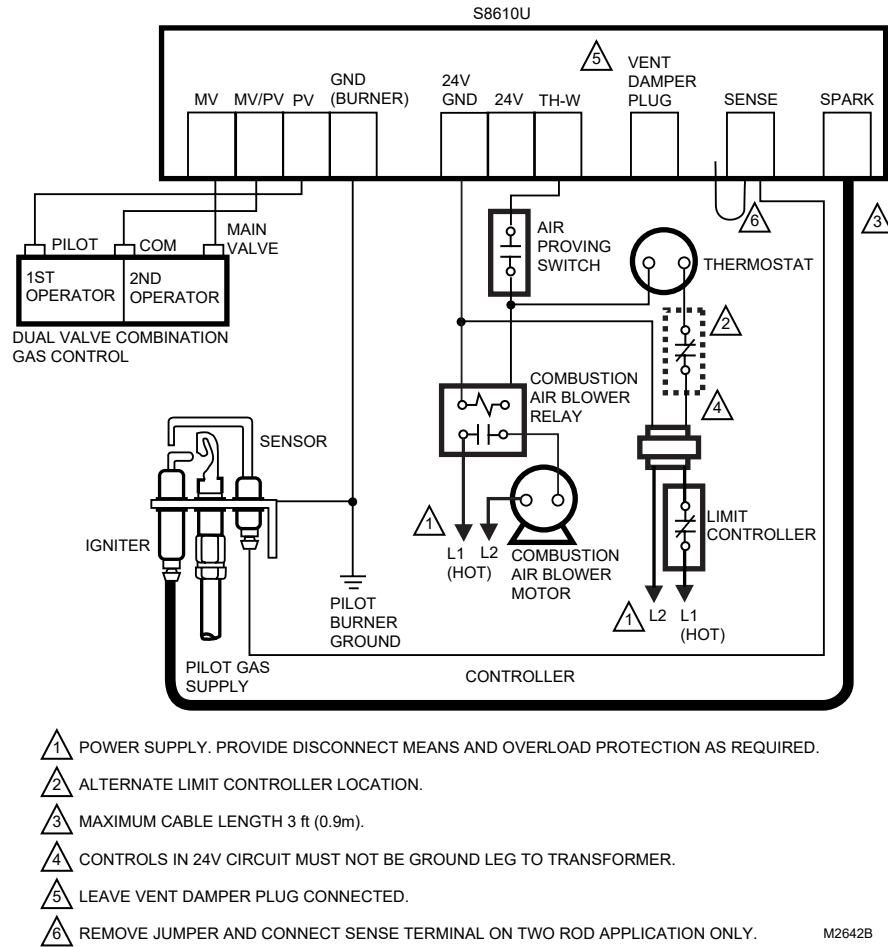 S8610U
5
VENT
DAMPER
PLUG
GND
(BURNER)
24V
GND
MV
MV/PV
PV
24V
TH-W
SENSE
SPARK
6
3
PILOT
COM
MAIN
VALVE
1ST
OPERATOR
2ND
OPERATOR
DUAL VALVE COMBINATION
GAS CONTROL
AIR
PROVING
SWITCH
THERMOSTAT
2
4
COMBUSTION
AIR BLOWER
RELAY
SENSOR
IGNITER
1
L1
(HOT)
L2
COMBUSTION
AIR BLOWER
MOTOR
LIMIT
CONTROLLER
1
L2
L1
(HOT)
PILOT
BURNER
GROUND
PILOT GAS
SUPPLY
CONTROLLER
1 POWER SUPPLY. PROVIDE DISCONNECT MEANS AND OVERLOAD PROTECTION AS REQUIRED.
2 ALTERNATE LIMIT CONTROLLER LOCATION.
3 MAXIMUM CABLE LENGTH 3 ft (0.9m).
4 CONTROLS IN 24V CIRCUIT MUST NOT BE GROUND LEG TO TRANSFORMER.
5 LEAVE VENT DAMPER PLUG CONNECTED.
6 REMOVE JUMPER AND CONNECT SENSE TERMINAL ON TWO ROD APPLICATION ONLY.
M2642B